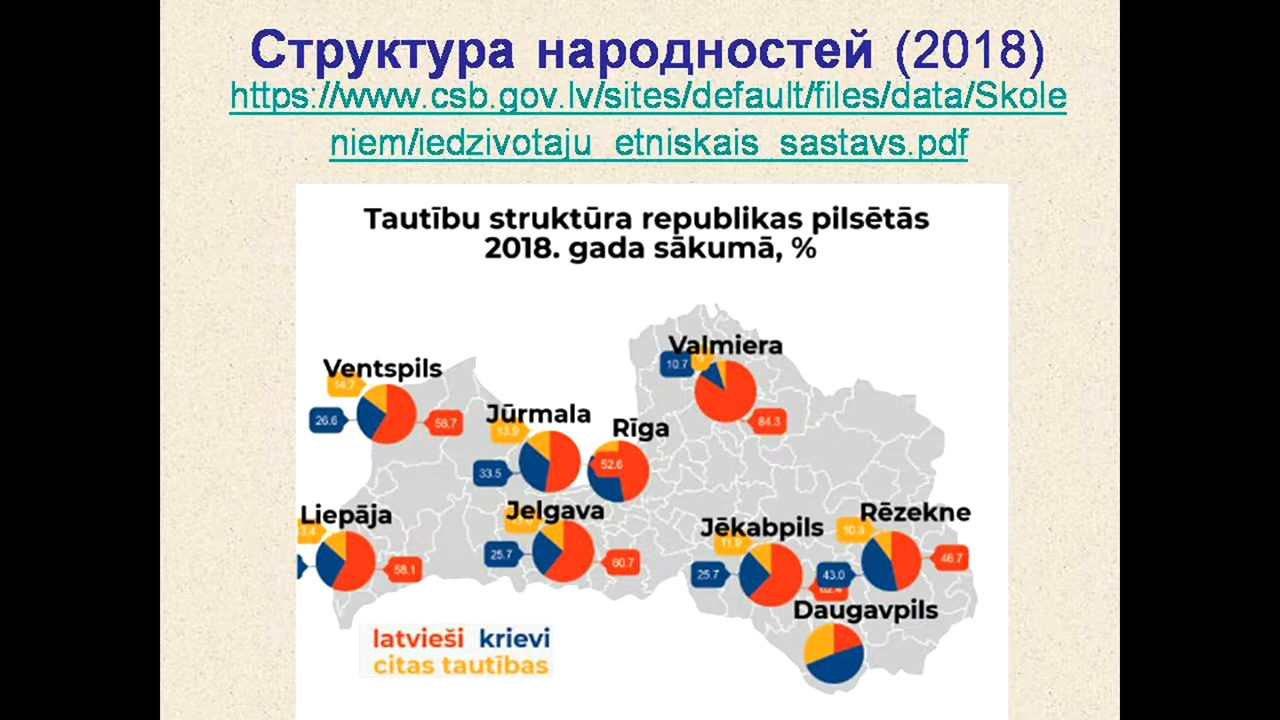 Структура народностей (2018)
https://www.csb.gov.lv/sites/default/files/data/Skole
niem/iedzivotaju_etniskais_sastavs.pdf
Tautību struktūra republikas pilsētās
2018. gada sākumā, %
Valmiera
10.7
84.3
Ventspils
14.7
26.6
58.7
Jūrmala
13.9
33.5
Rīga
52.6
Liepāja
58.1
Jelgava
25.7
60.7
Jēkabpils
11.9
25.7
Rēzekne
10.3
43.0
46.7
Daugavpils
latvieši krievi
citas tautības